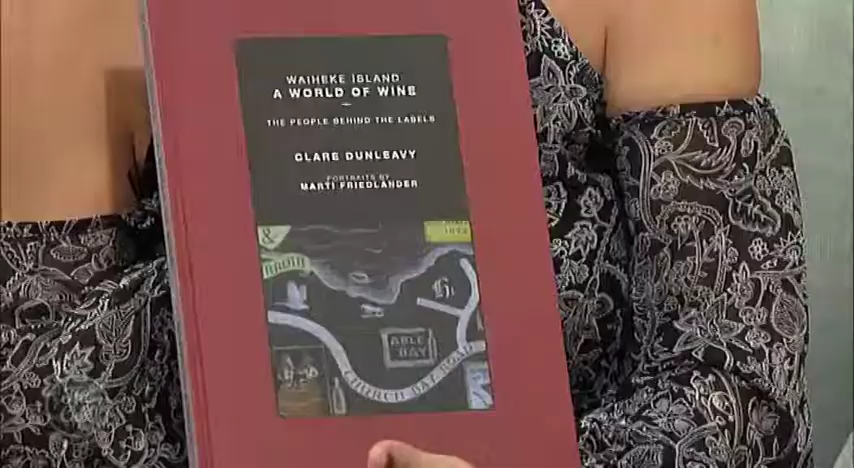 WAIHEKE ISLAND
A WORLD OF WINE
THE PEOPLE BEHIND THE LABELS
CLARE DUNLEAVY
PORTRAITS BY
MARTI FRIEDLANDER
&
ABLE
BAY
CHURCH BAY ROAD